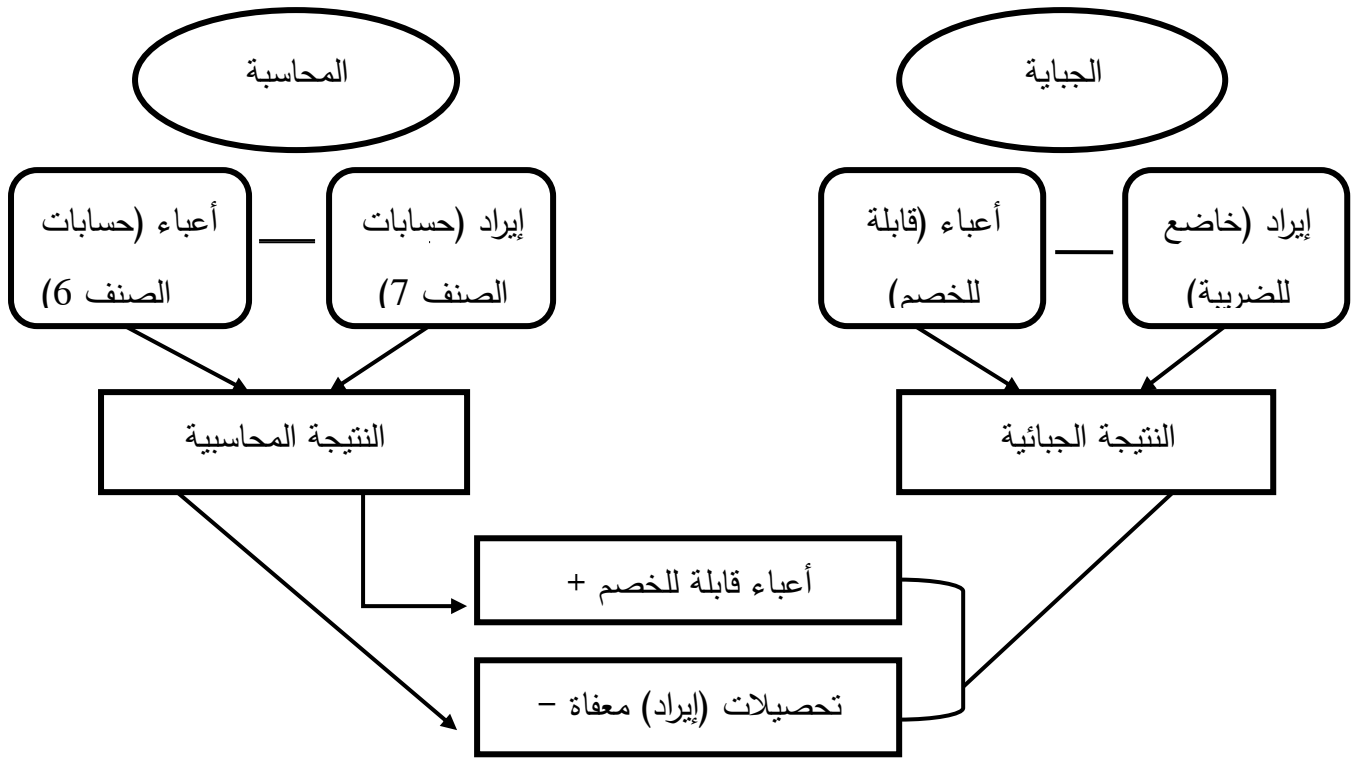 الجباية
المحاسبة
إيراد (خاضع
للضريبة)
أعباء (قابلة
للخصم)
إيراد (حسابات
الصنف 7)
أعباء (حسابات
الصنف 6)
النتيجة الجبائية
النتيجة المحاسبية
أعباء قابلة للخصم +
تحصيلات (إيراد) معفاة –